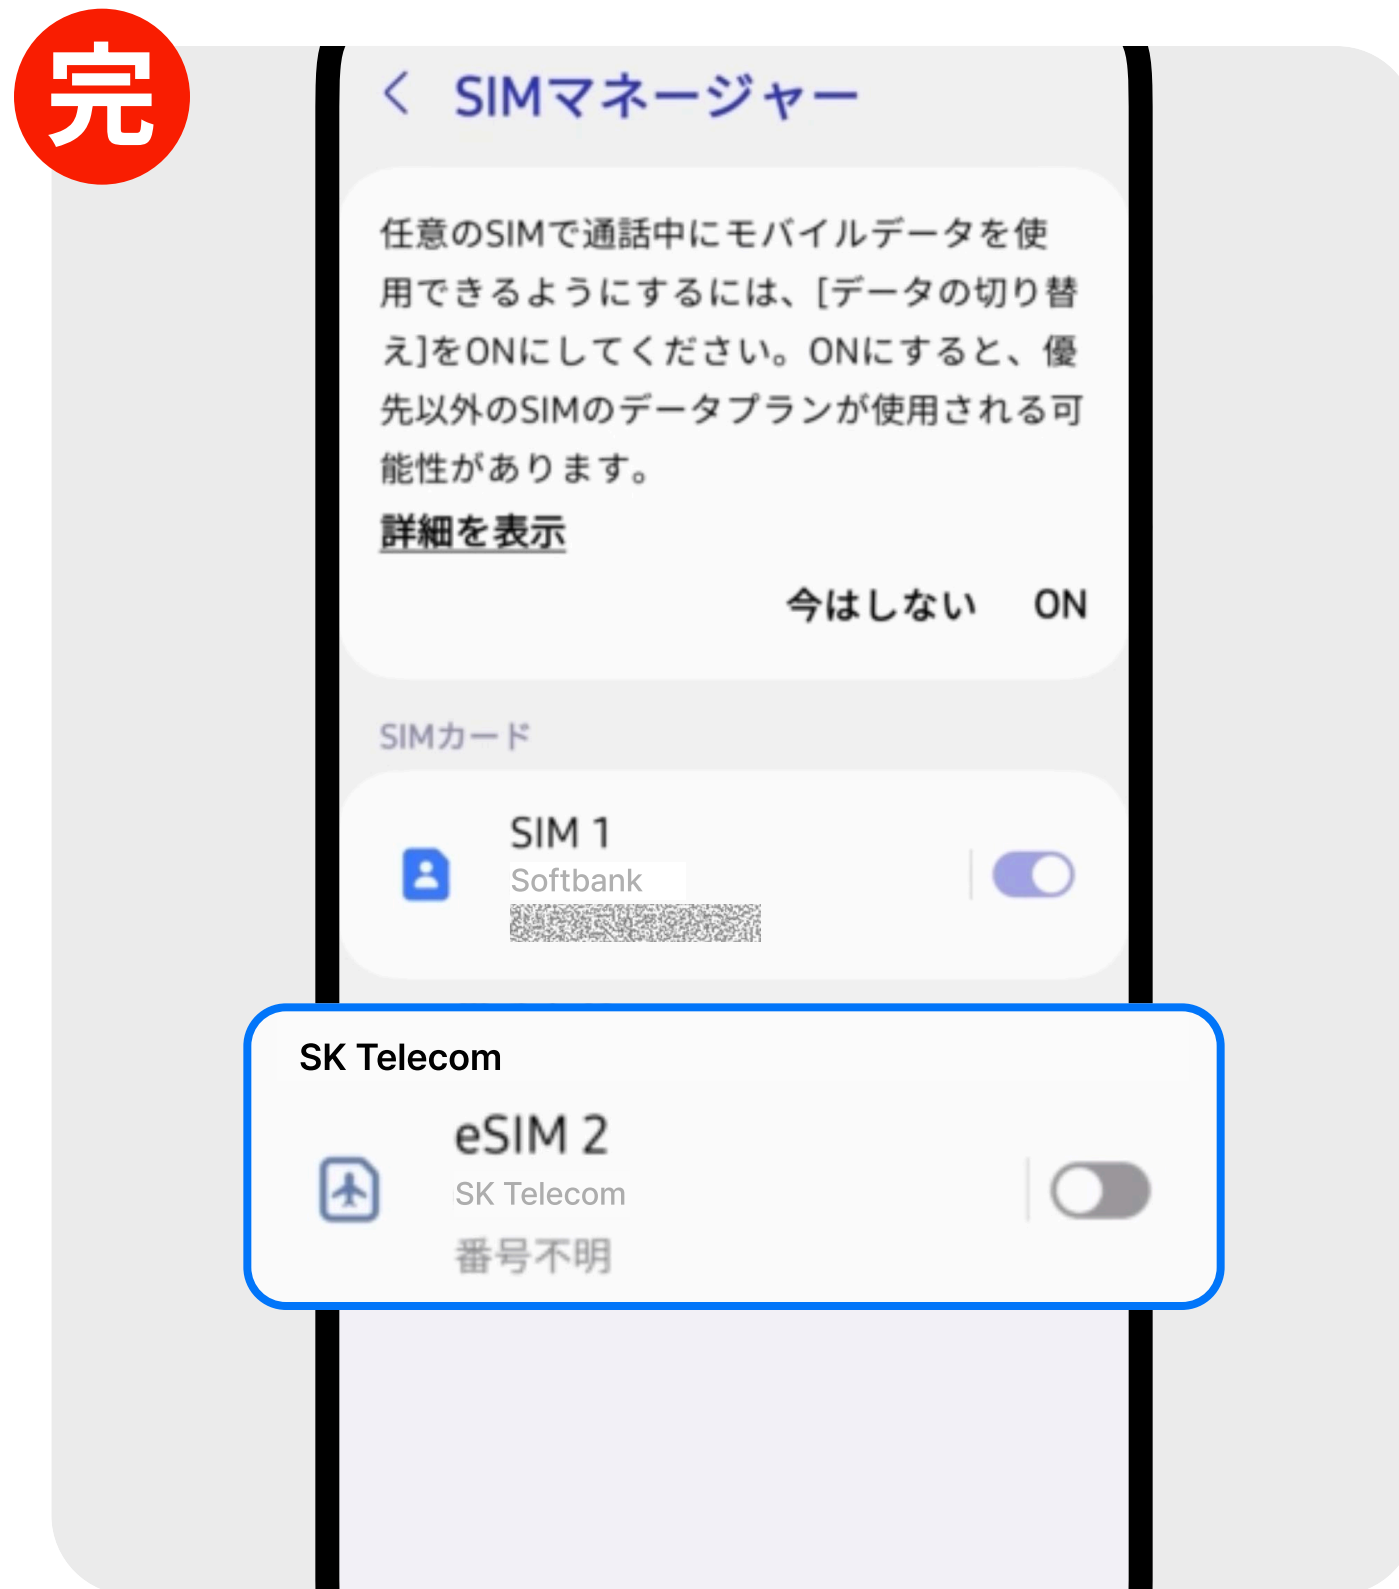 完
SIMマネージャー
任意のSIMで通話中にモバイルデータを使
用できるようにするには、[データの切り替
え]をONにしてください。ONにすると、優
先以外のSIMのデータプランが使用される可
能性があります。
詳細を表示
今はしない ON
SIMカード
SIM 1
Softbank
SK Telecom
eSIM 2
SK Telecom
番号不明